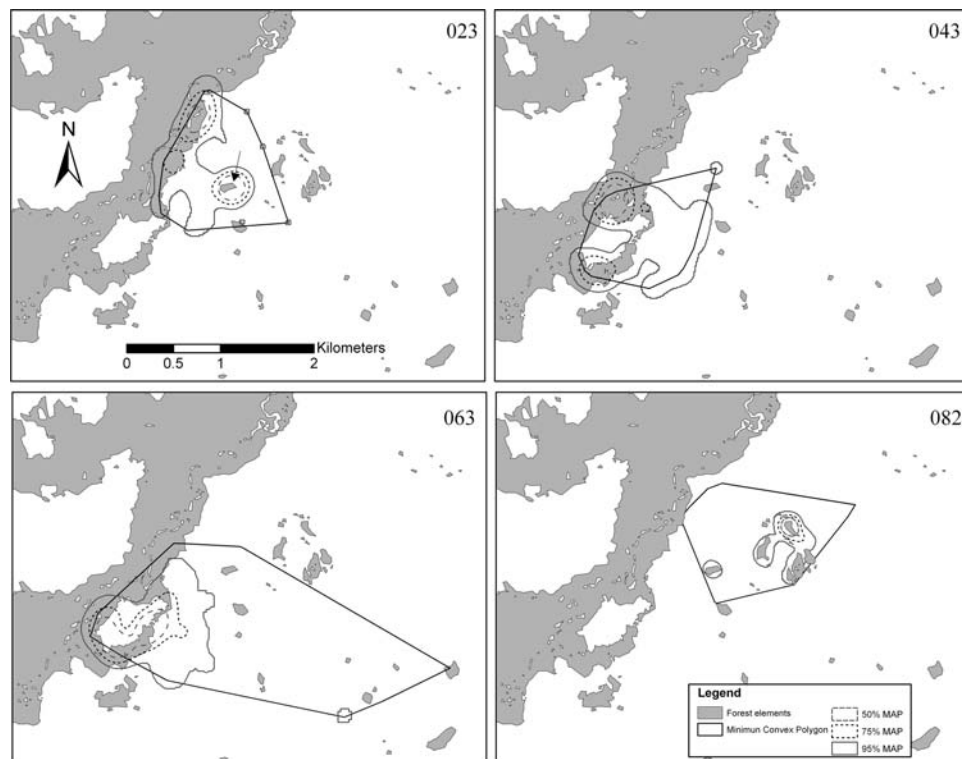 023
043
N
Kilometers
0 0.5 1 2
063
082
Legend
Forest elements
Minimun Convex Polygon
50% MAP
75% MAP
95% MAP